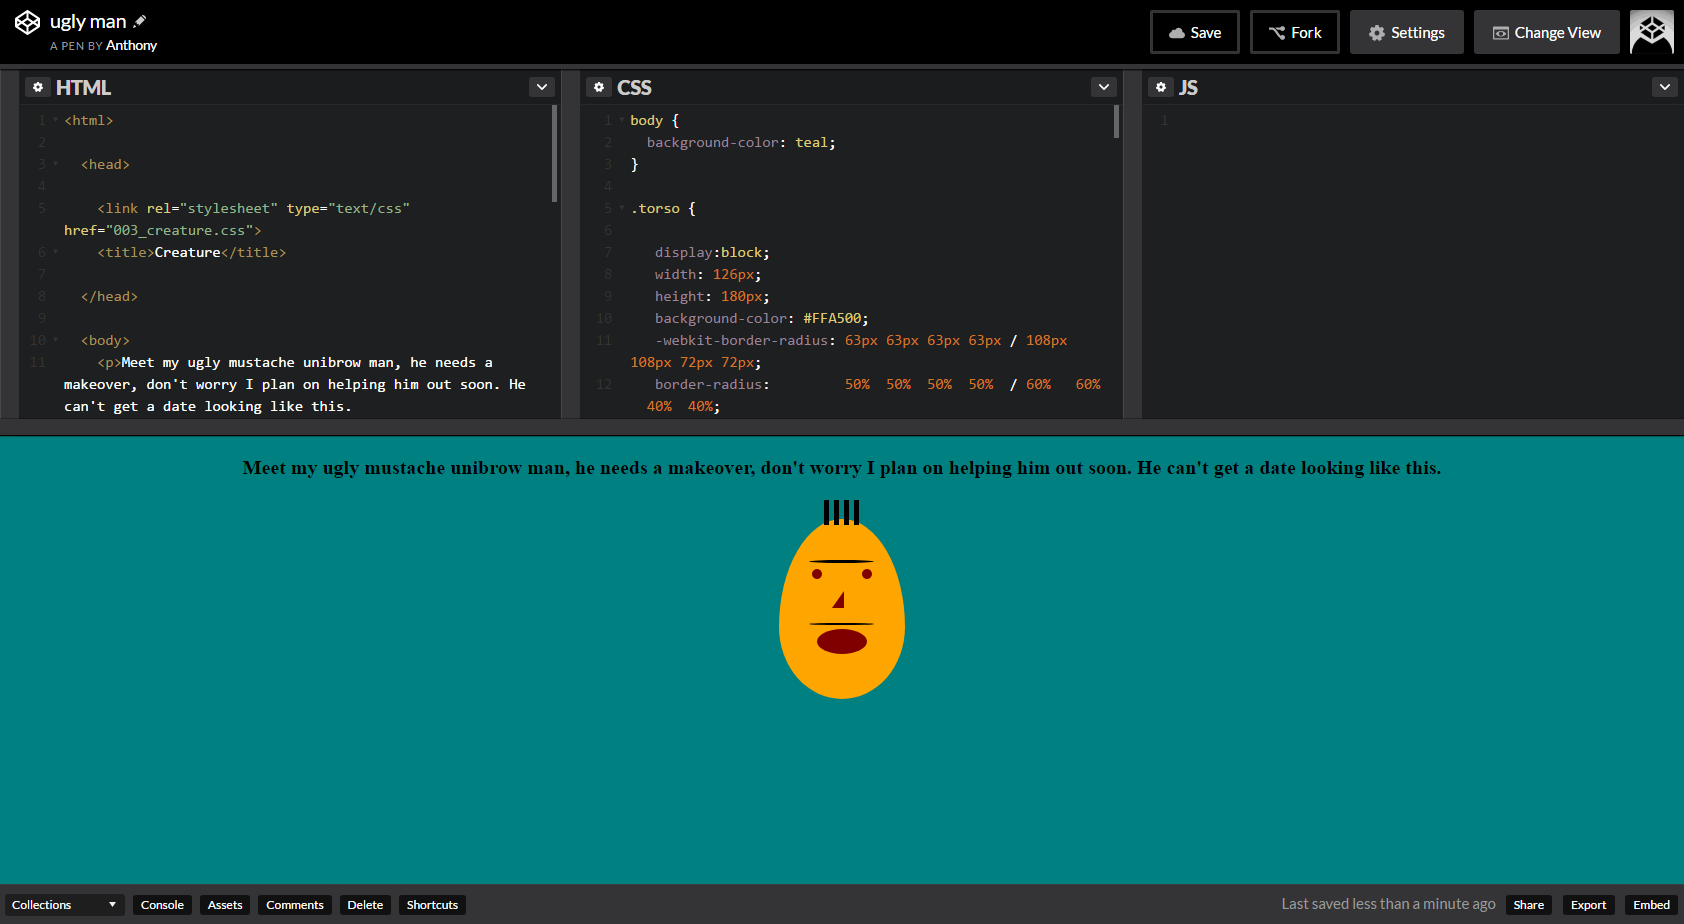 ugly man
A PEN BY Anthony
Save
Fork
Settings
Change View
HTML
1 <html>
2
3 <head>
4
5 <link rel="stylesheet" type="text/css"
href="003_creature.css">
6 <title>Creature</title>
7
8 </head>
9
10 <body>
11 <p>Meet my ugly mustache unibrow man, he needs a
makeover, don't worry I plan on helping him out soon. He
can't get a date looking like this.
CSS
1 body {
2 background-color: teal;
3 }
4
5 .torso {
6
7 display:block;
8 width: 126px;
9 height: 180px;
10 background-color: #FFA500;
11 -webkit-border-radius: 63px 63px 63px 63px / 108px
108px 72px 72px;
12 border-radius: 50% 50% 50% 50% / 60% 60%
40% 40%;
JS
1
Meet my ugly mustache unibrow man, he needs a makeover, don't worry I plan on helping him out soon. He can't get a date looking like this.
Collections
Console
Assets
Comments
Delete
Shortcuts
Last saved less than a minute ago
Share
Export
Embed